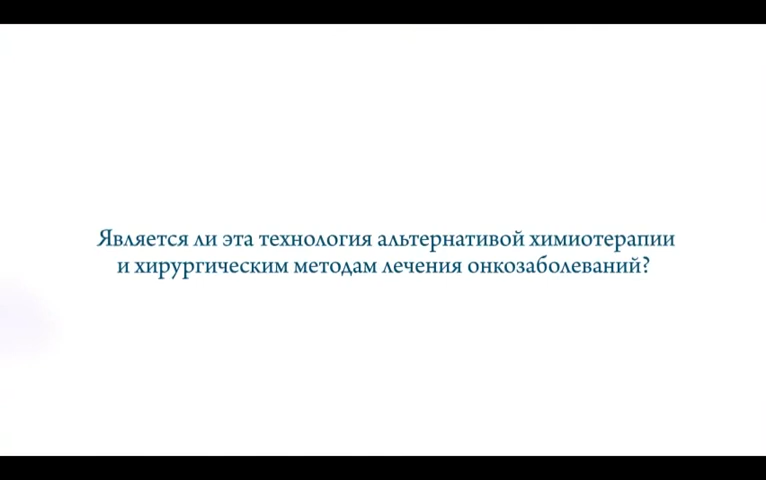 Является ли эта технология альтернативой химиотерапии
и хирургическим методам лечения онкозаболеваний?